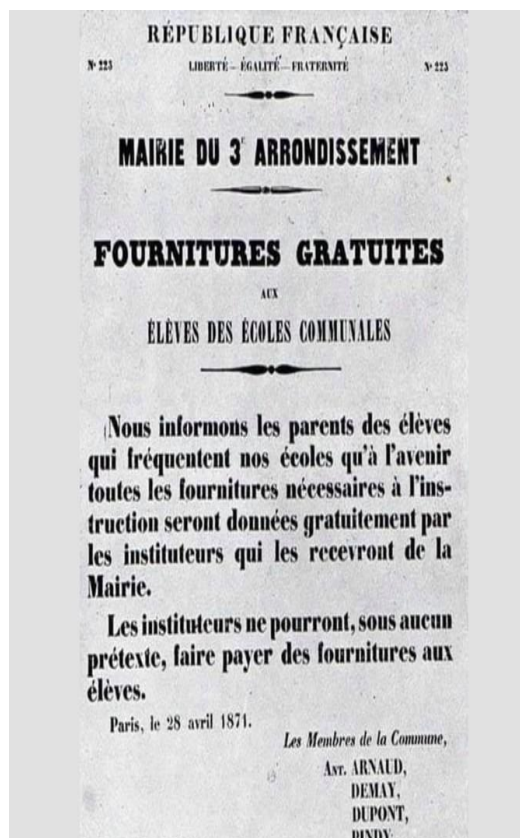 RÉPUBLIQUE FRANÇAISE
N° 225 LIBERTÉ — ÉGALITÉ — FRATERNITÉ N° 225
MAIRIE DU 3e ARRONDISSEMENT
FOURNITURES GRATUITES
AUX
ÉLÈVES DES ÉCOLES COMMUNALES
Nous informons les parents des élèves
qui fréquentent nos écoles qu'à l'avenir
toutes les fournitures nécessaires à l'ins-
truction seront données gratuitement par
les instituteurs qui les recevront de la
Mairie.
Les instituteurs ne pourront, sous aucun
prétexte, faire payer des fournitures aux
élèves.
Paris, le 28 avril 1871.
Les Membres de la Commune,
ANT. ARNAUD,
DEMAY,
DUPONT,
PINDY,